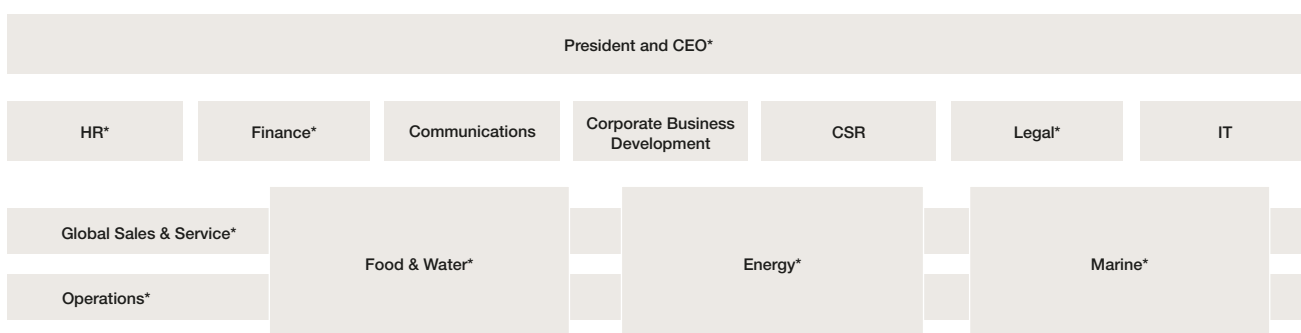 President and CEO*
HR*
Finance*
Communications
Corporate Business
Development
CSR
Legal*
IT
Global Sales & Service*
Operations*
Food & Water*
Energy*
Marine*